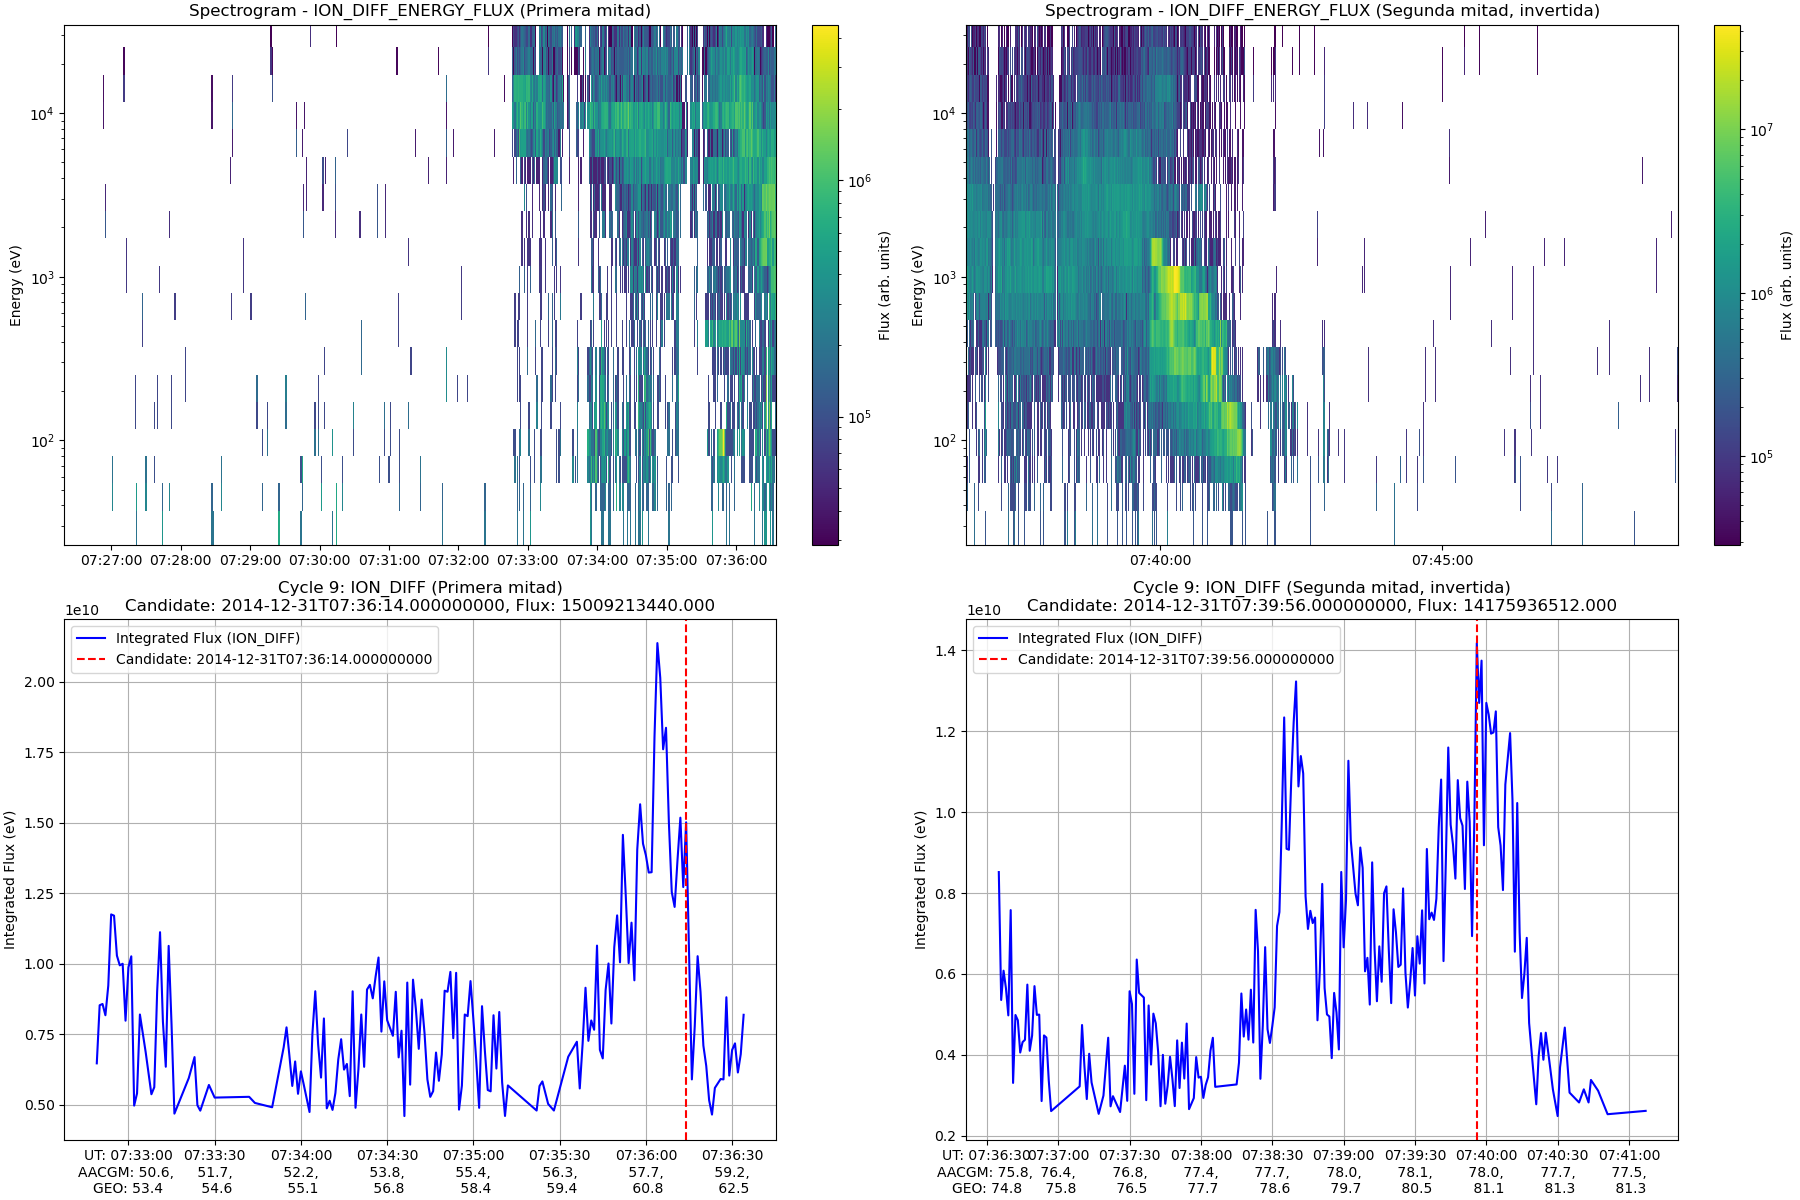 Spectrogram - ION_DIFF_ENERGY_FLUX (Primera mitad)
Energy (eV)
10^4
10^3
10^2
07:27:00 07:28:00 07:29:00 07:30:00 07:31:00 07:32:00 07:33:00 07:34:00 07:35:00 07:36:00
10^6
10^5
Flux (arb. units)
Spectrogram - ION_DIFF_ENERGY_FLUX (Segunda mitad, invertida)
Energy (eV)
10^4
10^3
10^2
07:40:00 07:45:00
10^7
10^6
10^5
Flux (arb. units)
Cycle 9: ION_DIFF (Primera mitad)
Candidate: 2014-12-31T07:36:14.000000000, Flux: 15009213440.000
1e10
Integrated Flux (ION_DIFF)
Candidate: 2014-12-31T07:36:14.000000000
Integrated Flux (eV)
2.00
1.75
1.50
1.25
1.00
0.75
0.50
UT: 07:33:00 07:33:30 07:34:00 07:34:30 07:35:00 07:35:30 07:36:00 07:36:30
AACGM: 50.6, 51.7, 52.2, 53.8, 55.4, 56.3, 57.7, 59.2,
GEO: 53.4 54.6 55.1 56.8 58.4 59.4 60.8 62.5
Cycle 9: ION_DIFF (Segunda mitad, invertida)
Candidate: 2014-12-31T07:39:56.000000000, Flux: 14175936512.000
1e10
Integrated Flux (ION_DIFF)
Candidate: 2014-12-31T07:39:56.000000000
Integrated Flux (eV)
1.4
1.2
1.0
0.8
0.6
0.4
0.2
UT: 07:36:30 07:37:00 07:37:30 07:38:00 07:38:30 07:39:00 07:39:30 07:40:00 07:40:30 07:41:00
AACGM: 75.8, 76.4, 76.8, 77.4, 77.7, 78.0, 78.1, 78.0, 77.7, 77.5,
GEO: 74.8 75.8 76.5 77.7 78.6 79.7 80.5 81.1 81.3 81.3